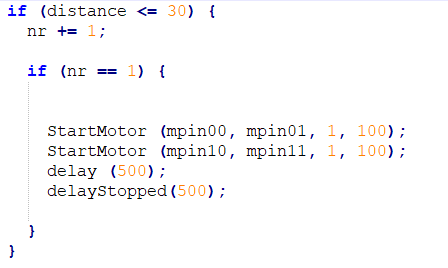 if (distance <= 30) {
nr += 1;
if (nr == 1) {
StartMotor (mpin00, mpin01, 1, 100);
StartMotor (mpin10, mpin11, 1, 100);
delay (500);
delayStopped(500);
}
}